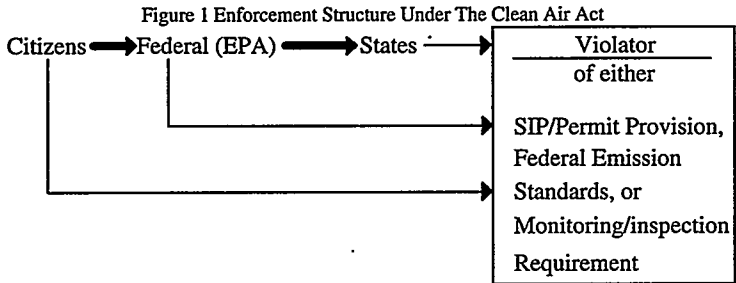 Figure 1 Enforcement Structure Under The Clean Air Act
Citizens Federal (EPA) States Violator
of either
SIP/Permit Provision,
Federal Emission
Standards, or
Monitoring/inspection
Requirement